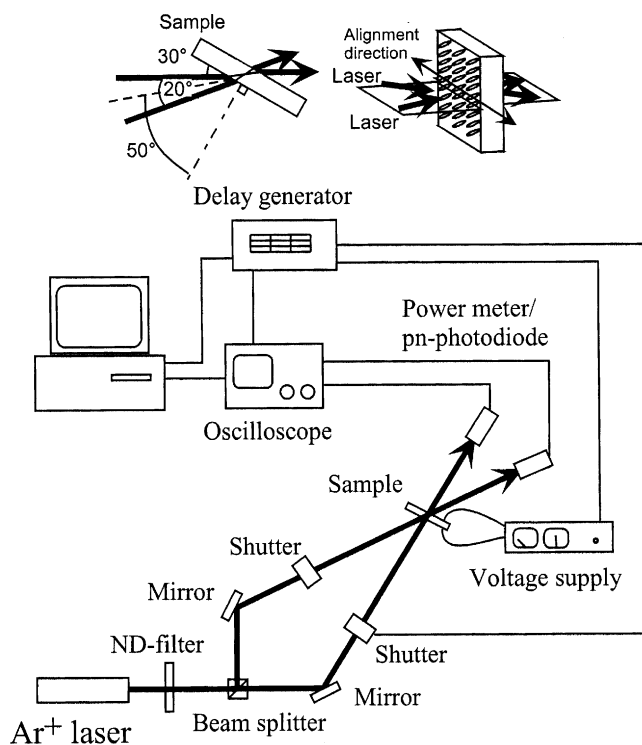 Sample
30°
20°
50°
Alignment
direction
Laser
Laser
Delay generator
Power meter/
pn-photodiode
Oscilloscope
Sample
Shutter
Voltage supply
Mirror
ND-filter
Shutter
Mirror
Beam splitter
Ar+ laser